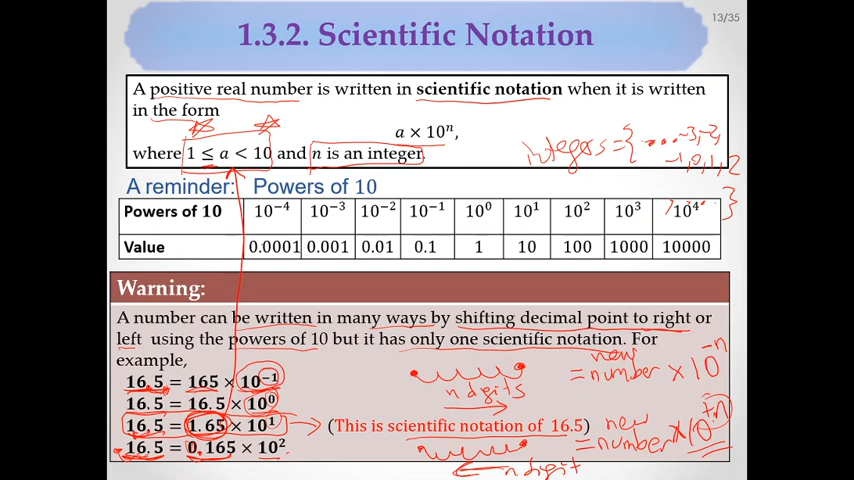 13/35
1.3.2. Scientific Notation
A positive real number is written in scientific notation when it is written
in the form
a × 10ⁿ,
where 1 ≤ a < 10 and n is an integer.
integers = { ....-3,-2,
-1,0,1,2
,... }
A reminder: Powers of 10
Powers of 10 10⁻⁴ 10⁻³ 10⁻² 10⁻¹ 10⁰ 10¹ 10² 10³ 10⁴
Value 0.0001 0.001 0.01 0.1 1 10 100 1000 10000
Warning:
A number can be written in many ways by shifting decimal point to right or
left using the powers of 10 but it has only one scientific notation. For
example,
16.5 = 165 × 10⁻¹
16.5 = 16.5 × 10⁰
16.5 = 1.65 × 10¹ → (This is scientific notation of 16.5)
16.5 = 0.165 × 10²
n digits
new
= number × 10⁻ⁿ
new
= number × 10⁺ⁿ
n digit